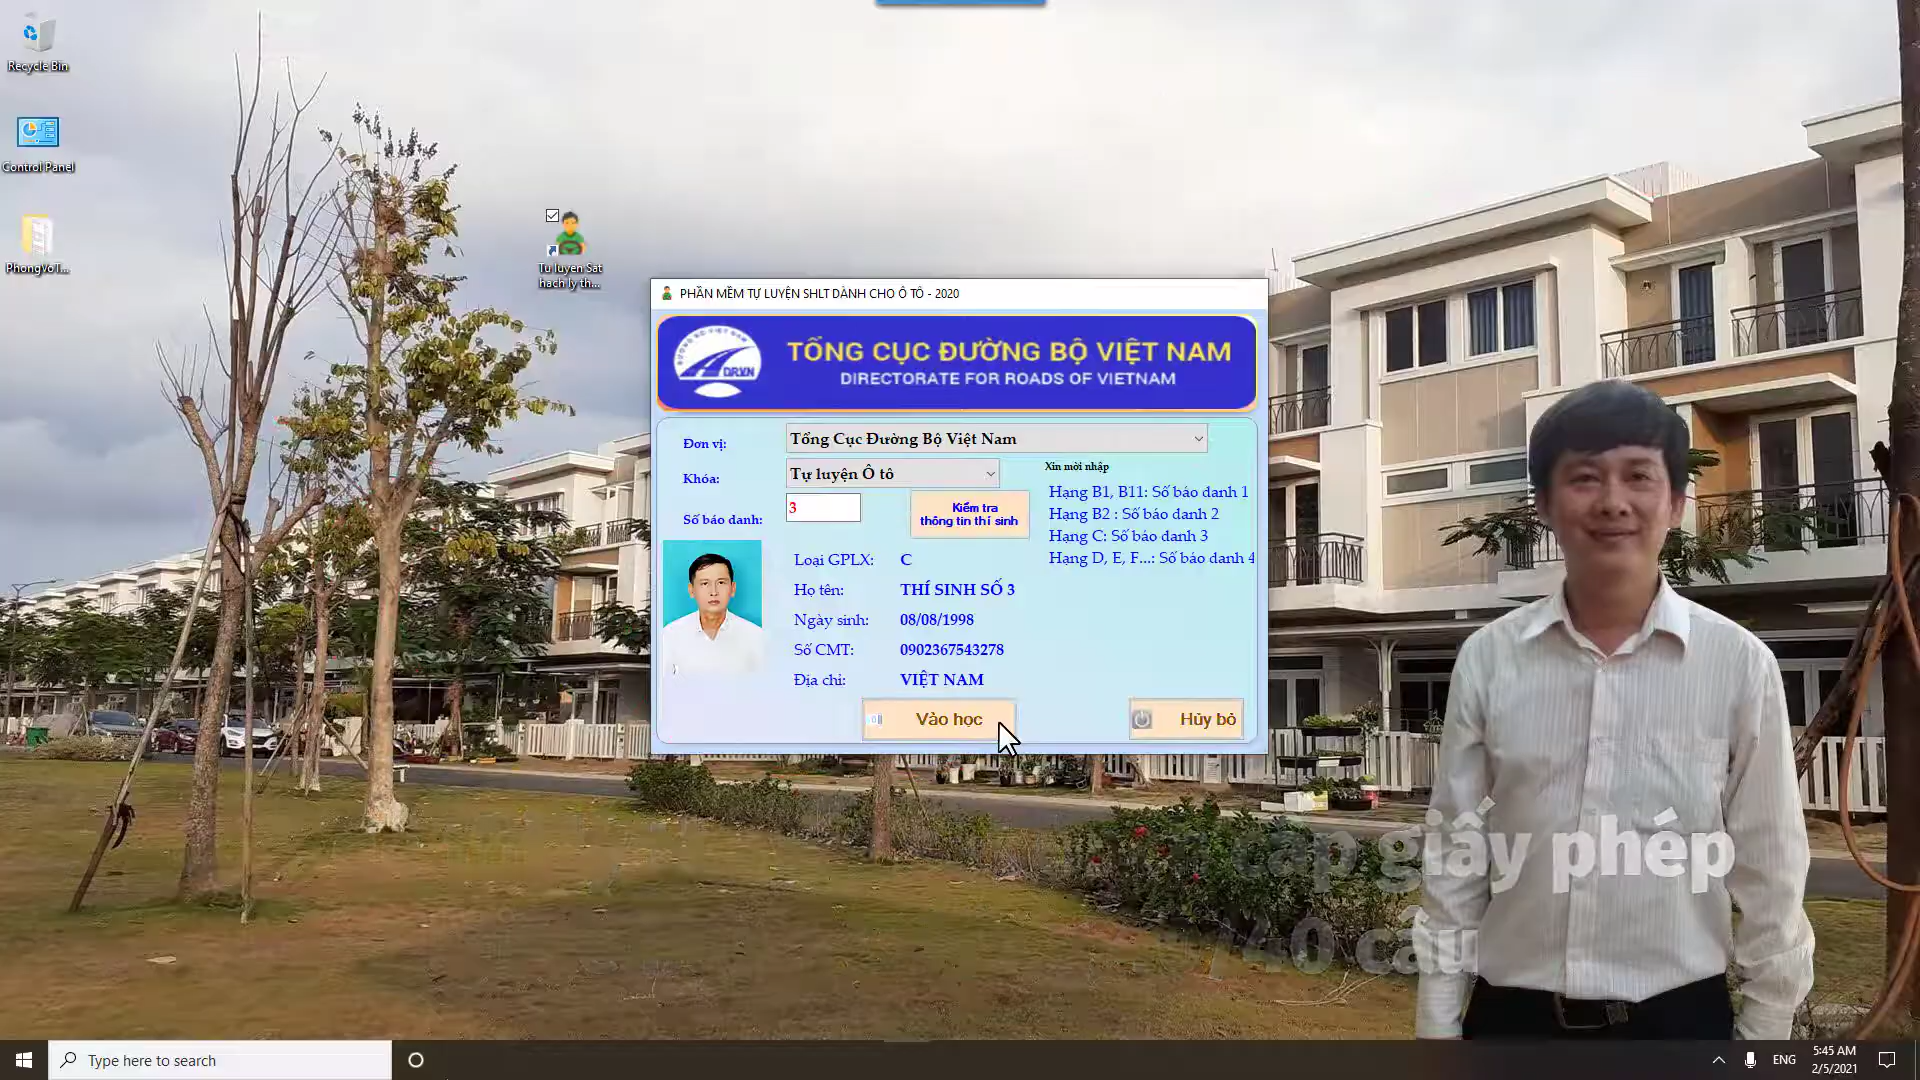 Recycle Bin
Control Panel
PhongVoT...
Tu luyen Sat
hach ly th...
PHẦN MỀM TỰ LUYỆN SHLT DÀNH CHO Ô TÔ - 2020
TỔNG CỤC ĐƯỜNG BỘ VIỆT NAM
DIRECTORATE FOR ROADS OF VIETNAM
DRVN
Đơn vị:
Tổng Cục Đường Bộ Việt Nam
Khóa:
Tự luyện Ô tô
Số báo danh:
3
Kiểm tra
thông tin thí sinh
Xin mời nhập
Hạng B1, B11: Số báo danh 1
Hạng B2 : Số báo danh 2
Hạng C: Số báo danh 3
Hạng D, E, F...: Số báo danh 4
Loại GPLX: C
Họ tên: THÍ SINH SỐ 3
Ngày sinh: 08/08/1998
Số CMT: 0902367543278
Địa chỉ: VIỆT NAM
Vào học
Hủy bỏ
cấp giấy phép
/40 câu
Type here to search
ENG
5:45 AM
2/5/2021